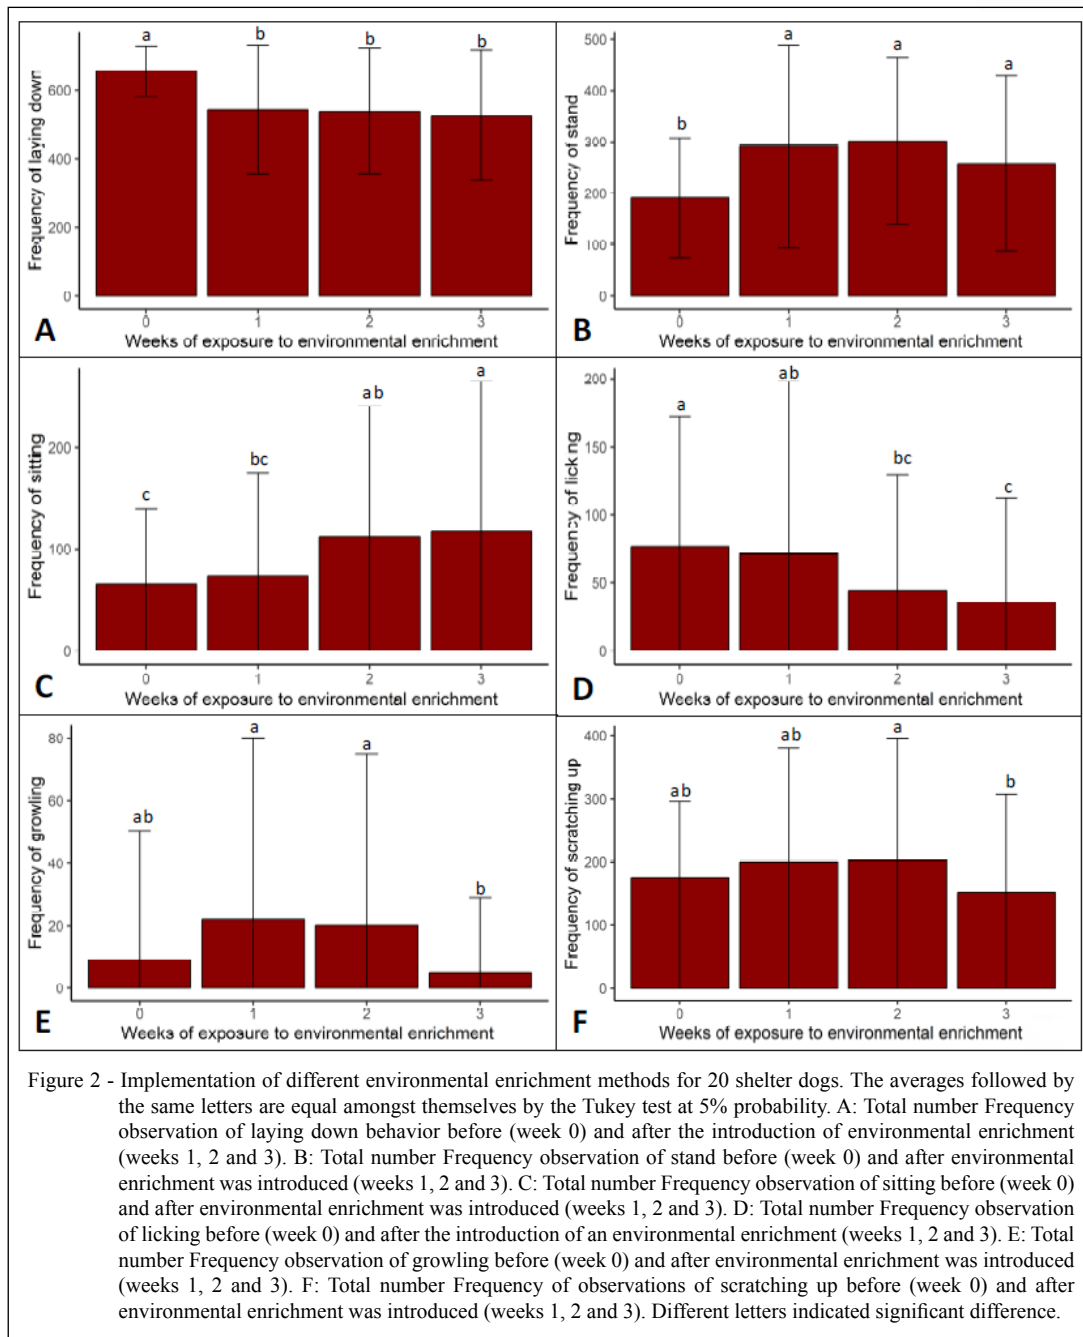 a b b b
600
400
200
0
Frequency of laying down
0 1 2 3
A
Weeks of exposure to environmental enrichment
b a a a
500
400
300
200
100
0
Frequency of stand
0 1 2 3
B
Weeks of exposure to environmental enrichment
c bc ab a
200
100
0
Frequency of sitting
0 1 2 3
C
Weeks of exposure to environmental enrichment
a ab bc c
200
150
100
50
0
Frequency of licking
0 1 2 3
D
Weeks of exposure to environmental enrichment
ab a a b
80
60
40
20
0
Frequency of growling
0 1 2 3
E
Weeks of exposure to environmental enrichment
ab ab a b
400
300
200
100
0
Frequency of scratching up
0 1 2 3
F
Weeks of exposure to environmental enrichment
Figure 2 - Implementation of different environmental enrichment methods for 20 shelter dogs. The averages followed by
the same letters are equal amongst themselves by the Tukey test at 5% probability. A: Total number Frequency
observation of laying down behavior before (week 0) and after the introduction of environmental enrichment
(weeks 1, 2 and 3). B: Total number Frequency observation of stand before (week 0) and after environmental
enrichment was introduced (weeks 1, 2 and 3). C: Total number Frequency observation of sitting before (week 0)
and after environmental enrichment was introduced (weeks 1, 2 and 3). D: Total number Frequency observation
of licking before (week 0) and after the introduction of an environmental enrichment (weeks 1, 2 and 3). E: Total
number Frequency observation of growling before (week 0) and after environmental enrichment was introduced
(weeks 1, 2 and 3). F: Total number Frequency of observations of scratching up before (week 0) and after
environmental enrichment was introduced (weeks 1, 2 and 3). Different letters indicated significant difference.